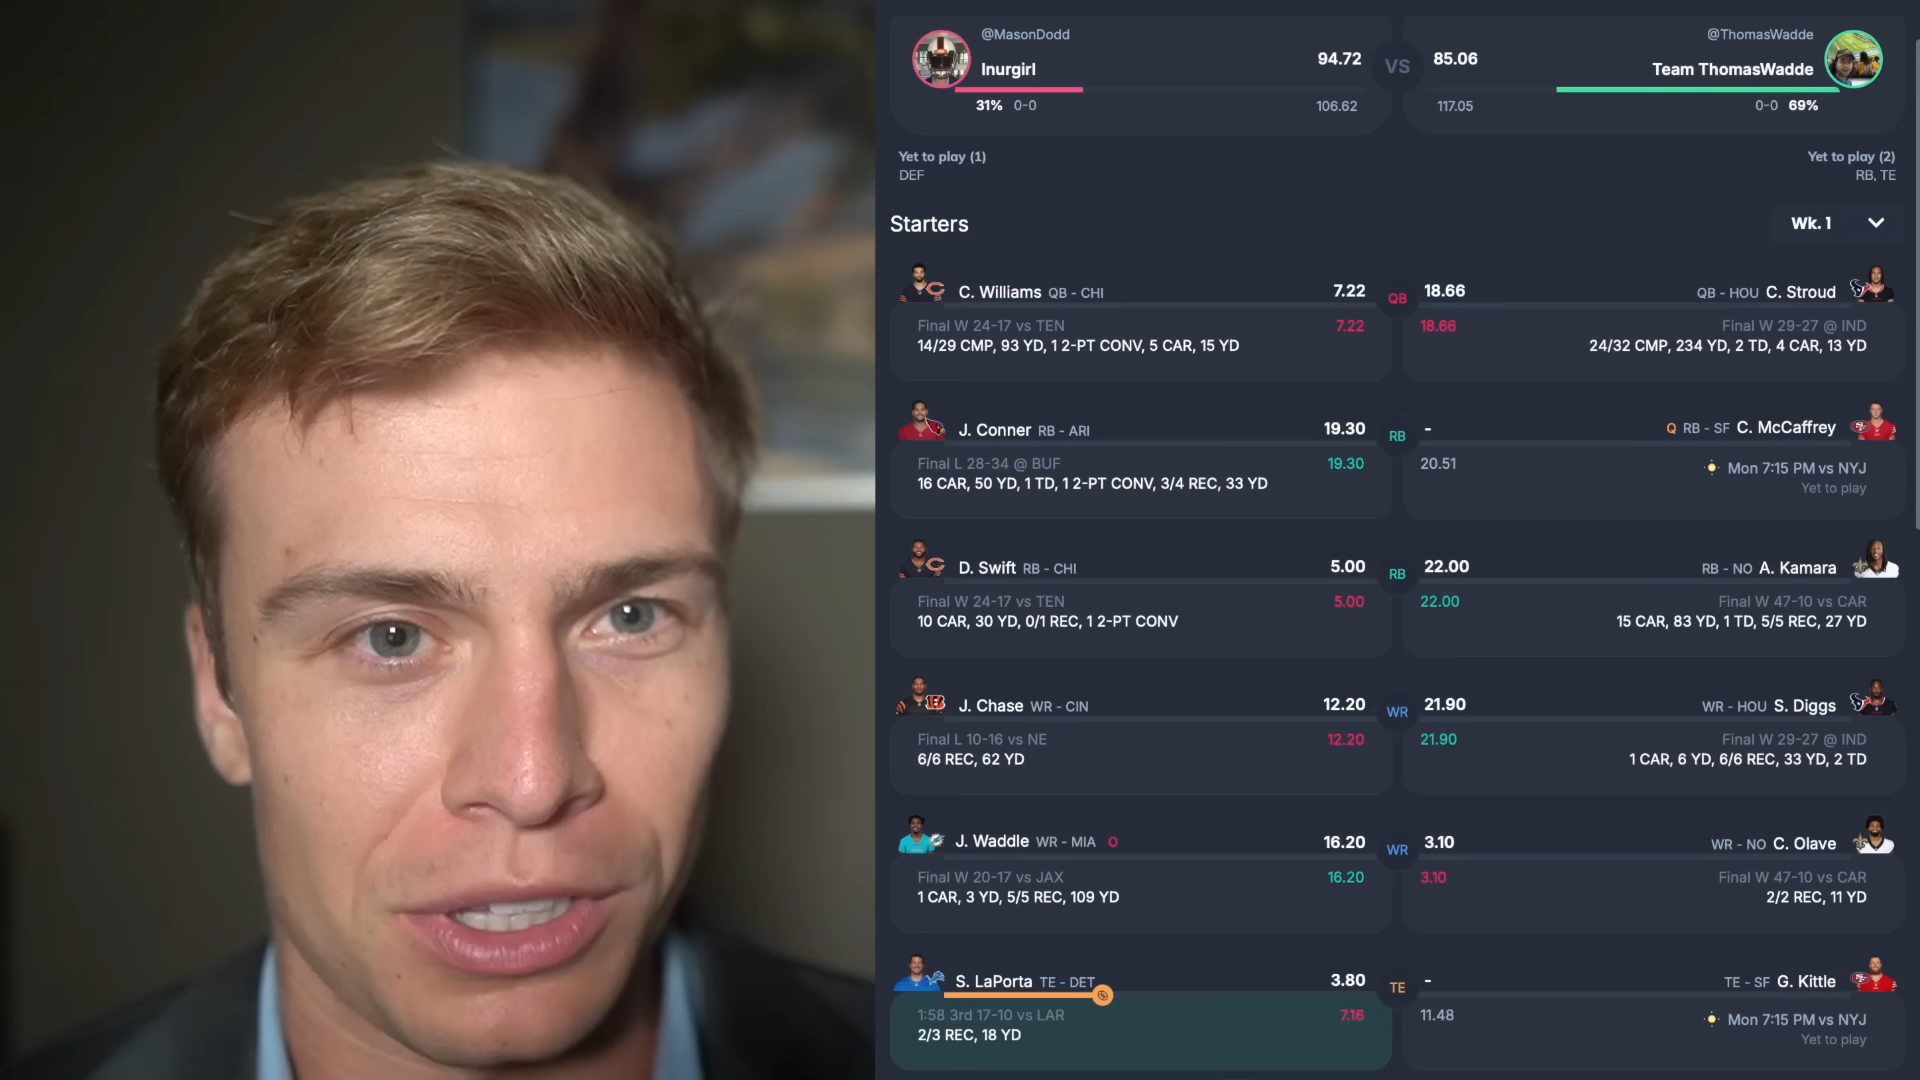 @MasonDodd
Inurgirl
94.72
VS
85.06
@ThomasWadde
Team ThomasWadde
31% 0-0
106.62
117.05
0-0 69%
Yet to play (1)
DEF
Yet to play (2)
RB, TE
Starters
Wk. 1
C. Williams QB - CHI
7.22
QB
18.66
QB - HOU C. Stroud
Final W 24-17 vs TEN
7.22
18.66
Final W 29-27 @ IND
14/29 CMP, 93 YD, 1 2-PT CONV, 5 CAR, 15 YD
24/32 CMP, 234 YD, 2 TD, 4 CAR, 13 YD
J. Conner RB - ARI
19.30
RB
-
Q RB - SF C. McCaffrey
Final L 28-34 @ BUF
19.30
20.51
Mon 7:15 PM vs NYJ
16 CAR, 50 YD, 1 TD, 1 2-PT CONV, 3/4 REC, 33 YD
Yet to play
D. Swift RB - CHI
5.00
RB
22.00
RB - NO A. Kamara
Final W 24-17 vs TEN
5.00
22.00
Final W 47-10 vs CAR
10 CAR, 30 YD, 0/1 REC, 1 2-PT CONV
15 CAR, 83 YD, 1 TD, 5/5 REC, 27 YD
J. Chase WR - CIN
12.20
WR
21.90
WR - HOU S. Diggs
Final L 10-16 vs NE
12.20
21.90
Final W 29-27 @ IND
6/6 REC, 62 YD
1 CAR, 6 YD, 6/6 REC, 33 YD, 2 TD
J. Waddle WR - MIA O
16.20
WR
3.10
WR - NO C. Olave
Final W 20-17 vs JAX
16.20
3.10
Final W 47-10 vs CAR
1 CAR, 3 YD, 5/5 REC, 109 YD
2/2 REC, 11 YD
S. LaPorta TE - DET
3.80
TE
-
TE - SF G. Kittle
1:58 3rd 17-10 vs LAR
7.16
11.48
Mon 7:15 PM vs NYJ
2/3 REC, 18 YD
Yet to play